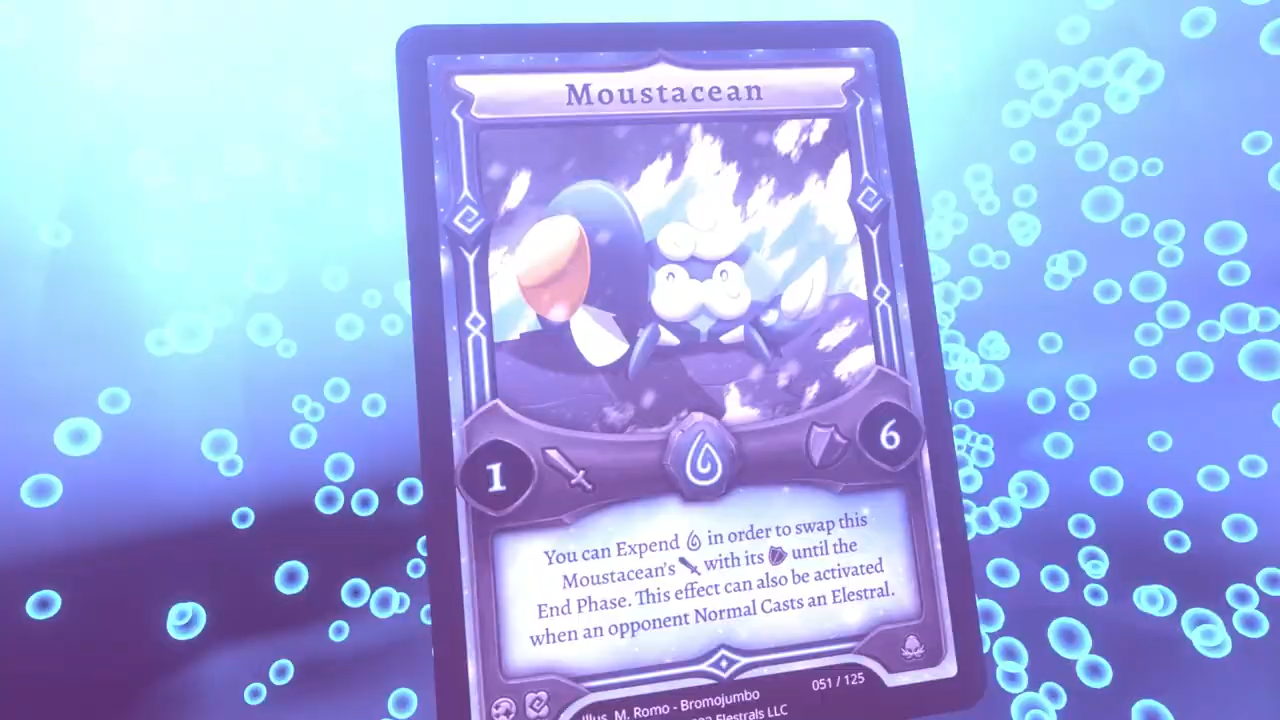 Moustacean
1
6
You can Expend in order to swap this
Moustacean's with its until the
End Phase. This effect can also be activated
when an opponent Normal Casts an Elestral.
Illus. M. Romo - Bromojumbo
051 / 125
Elestrals LLC